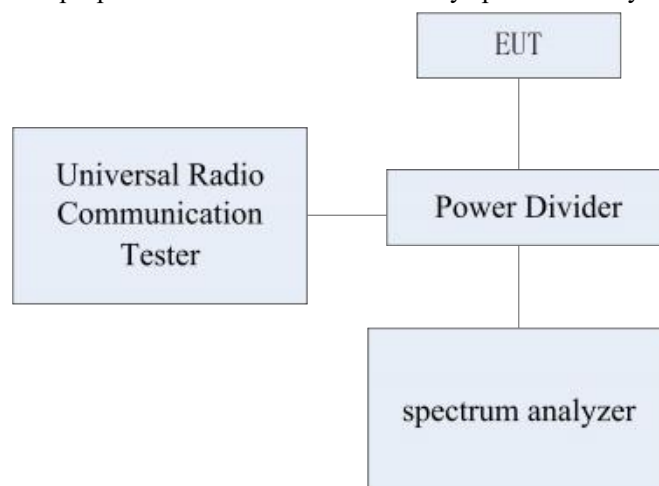 EUT
Universal Radio
Communication
Tester
Power Divider
spectrum analyzer